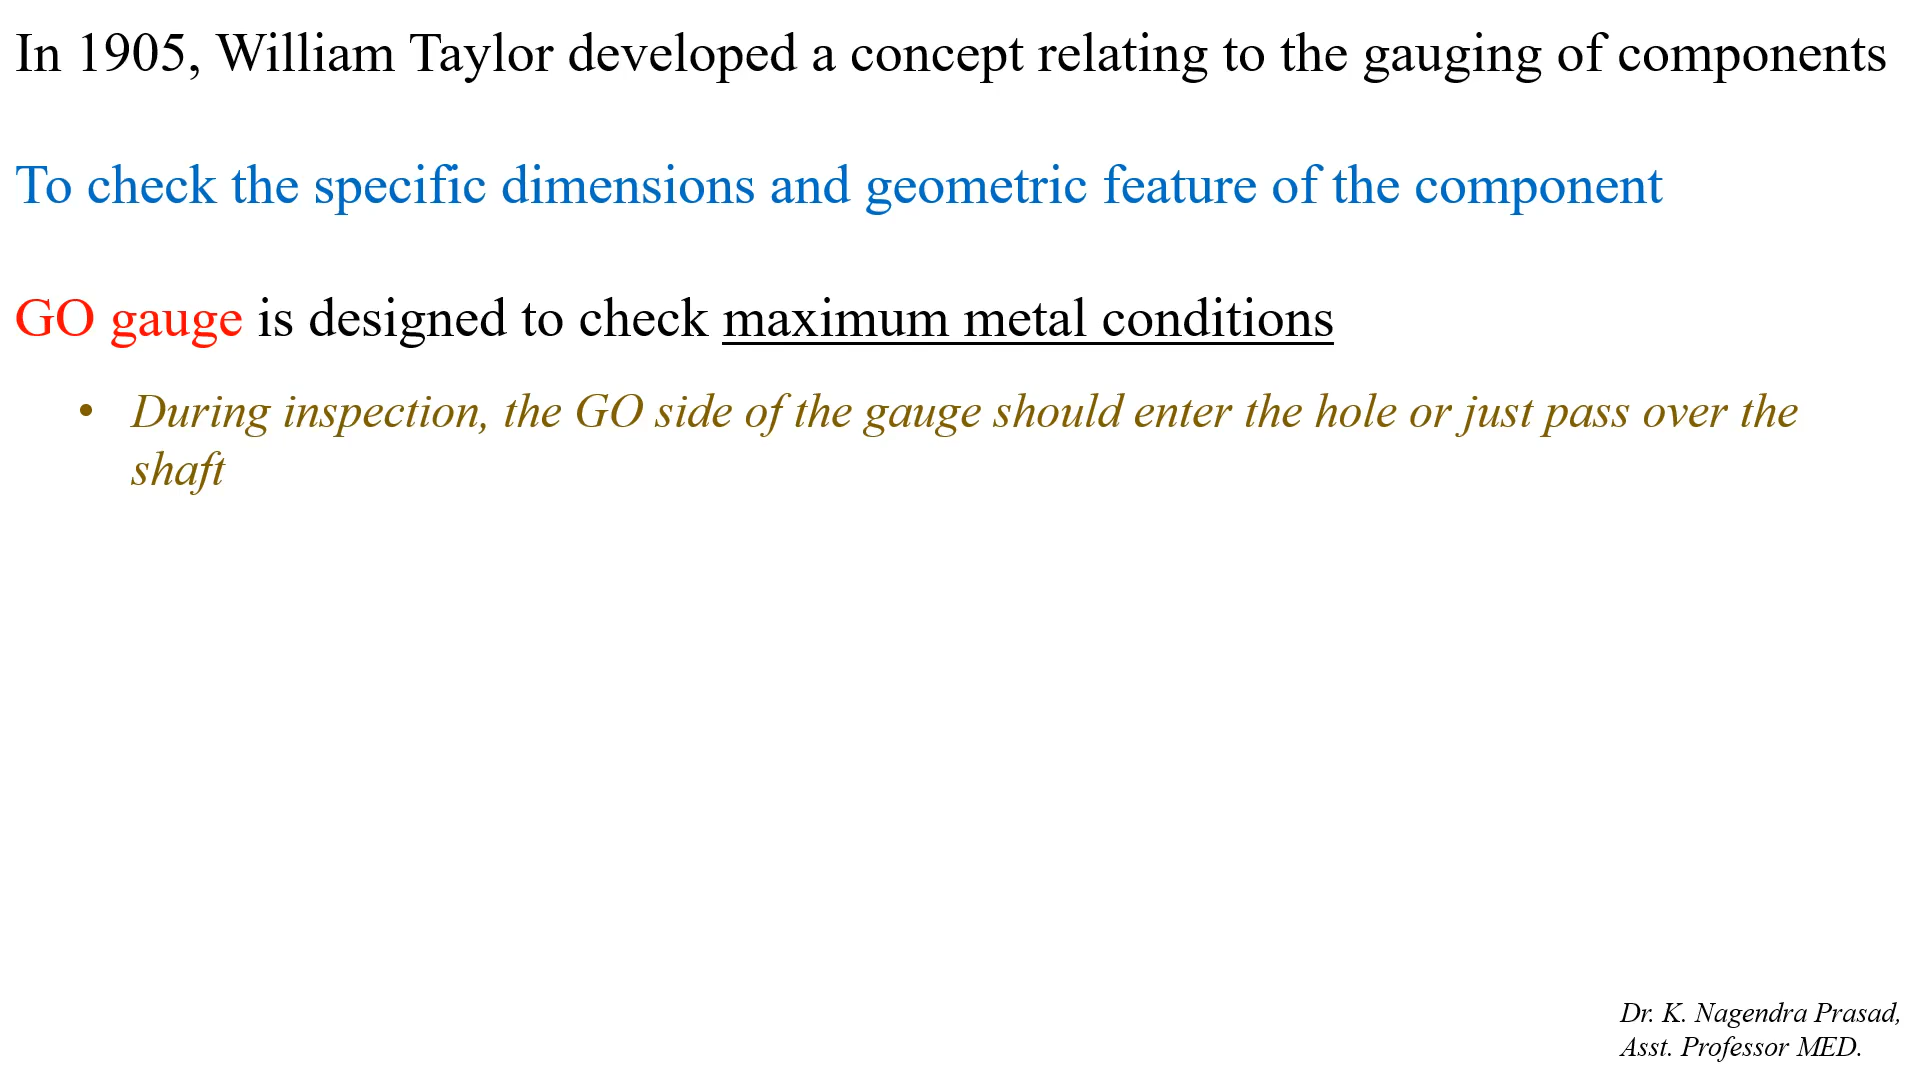 In 1905, William Taylor developed a concept relating to the gauging of components
To check the specific dimensions and geometric feature of the component
GO gauge is designed to check maximum metal conditions
• During inspection, the GO side of the gauge should enter the hole or just pass over the
shaft
Dr. K. Nagendra Prasad,
Asst. Professor MED.